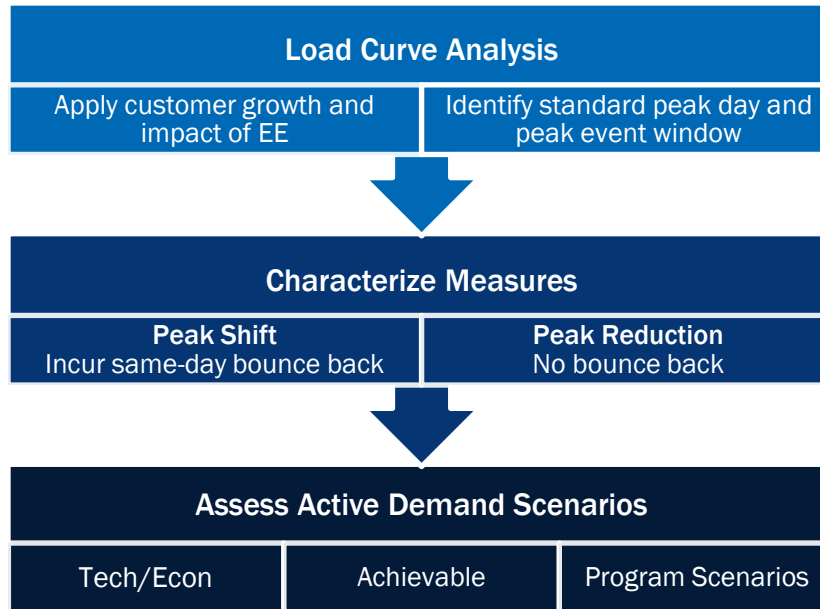 Load Curve Analysis
Apply customer growth and
impact of EE
Identify standard peak day and
peak event window
Characterize Measures
Peak Shift
Incur same-day bounce back
Peak Reduction
No bounce back
Assess Active Demand Scenarios
Tech/Econ
Achievable
Program Scenarios